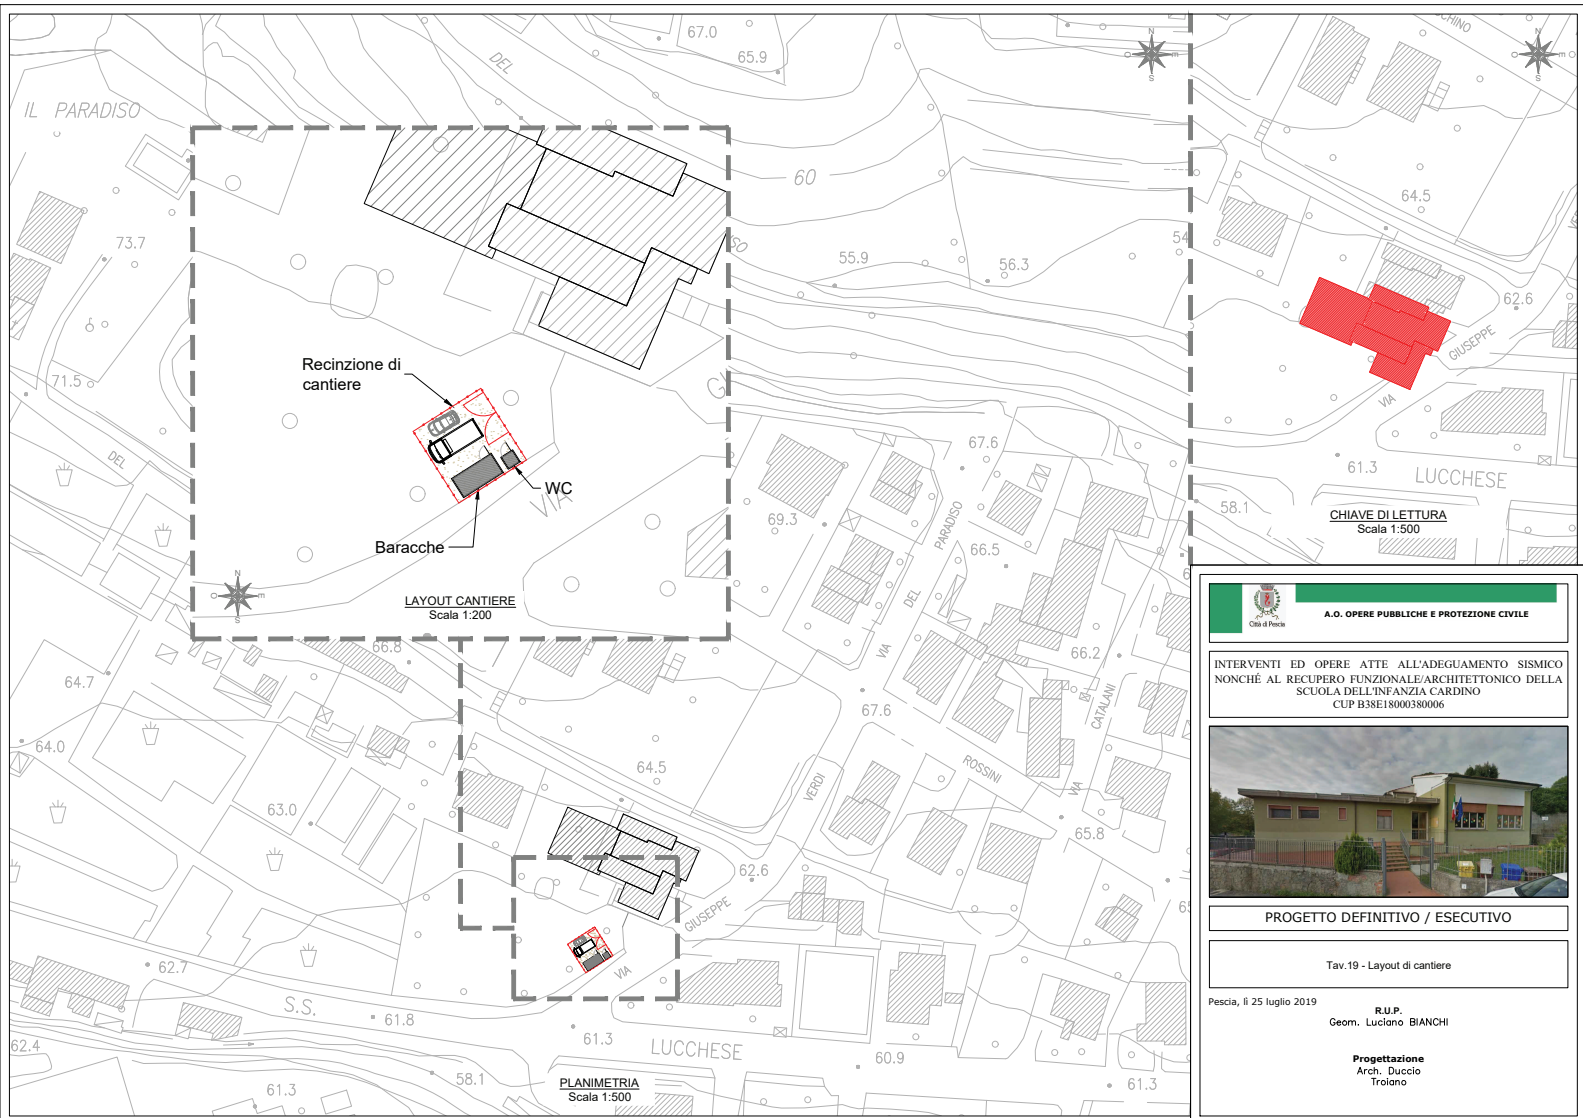 IL PARADISO
DEL
67.0
65.9
60
55.9
56.3
54
73.7
71.5
DEL
Recinzione di
cantiere
WC
VIA
Baracche
LAYOUT CANTIERE
Scala 1:200
N
O
S
N
O
E
S
N
O
E
S
64.5
62.6
GIUSEPPE
VIA
61.3
LUCCHESE
58.1
CHIAVE DI LETTURA
Scala 1:500
67.6
69.3
PARADISO
66.5
DEL
VIA
66.2
CATALANI
67.6
ROSSINI
VIA
VERDI
65.8
66.8
64.7
64.0
63.0
64.5
62.6
GIUSEPPE
VIA
62.7
S.S.
61.8
61.3
LUCCHESE
60.9
61.3
62.4
58.1
61.3
PLANIMETRIA
Scala 1:500
Città di Pescia
A.O. OPERE PUBBLICHE E PROTEZIONE CIVILE
INTERVENTI ED OPERE ATTE ALL'ADEGUAMENTO SISMICO
NONCHÉ AL RECUPERO FUNZIONALE/ARCHITETTONICO DELLA
SCUOLA DELL'INFANZIA CARDINO
CUP B38E18000380006
PROGETTO DEFINITIVO / ESECUTIVO
Tav.19 - Layout di cantiere
Pescia, lì 25 luglio 2019
R.U.P.
Geom. Luciano BIANCHI
Progettazione
Arch. Duccio
Troiano